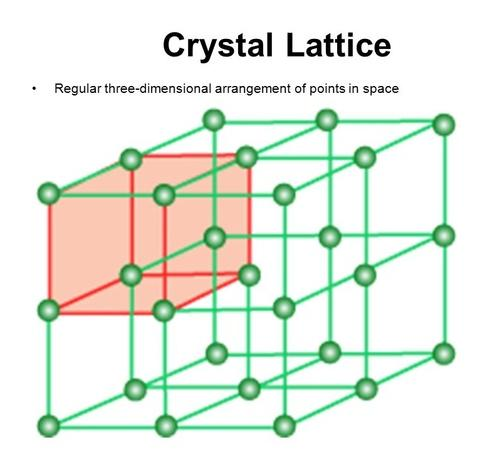 Crystal Lattice
• Regular three-dimensional arrangement of points in space